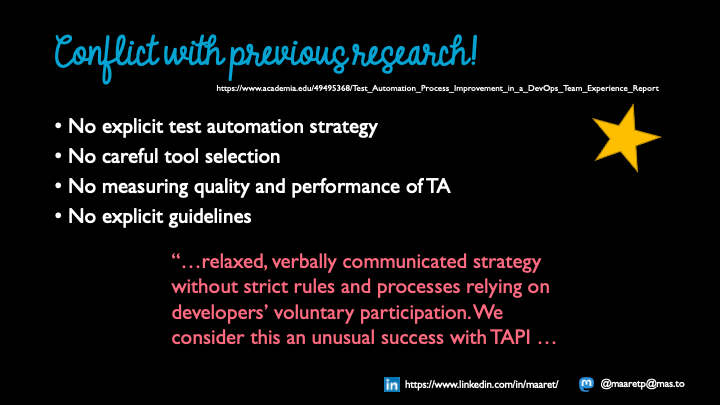 Conflict with previous research!
https://www.academia.edu/49495368/Test_Automation_Process_Improvement_in_a_DevOps_Team_Experience_Report
• No explicit test automation strategy
• No careful tool selection
• No measuring quality and performance of TA
• No explicit guidelines
“…relaxed, verbally communicated strategy
without strict rules and processes relying on
developers’ voluntary participation. We
consider this an unusual success with TAPI …
in https://www.linkedin.com/in/maaret/ m @maaretp@mas.to